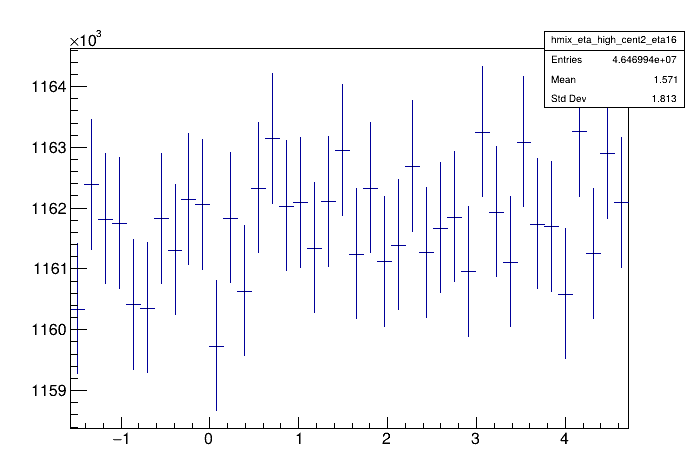 ×10³
hmix_eta_high_cent2_eta16
Entries 4.646994e+07
Mean 1.571
Std Dev 1.813
1164
1163
1162
1161
1160
1159
−1 0 1 2 3 4